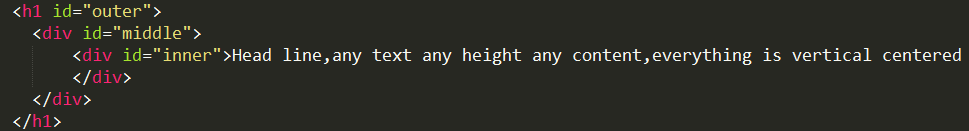 <h1 id="outer">
<div id="middle">
<div id="inner">Head line,any text any height any content,everything is vertical centered
</div>
</div>
</h1>